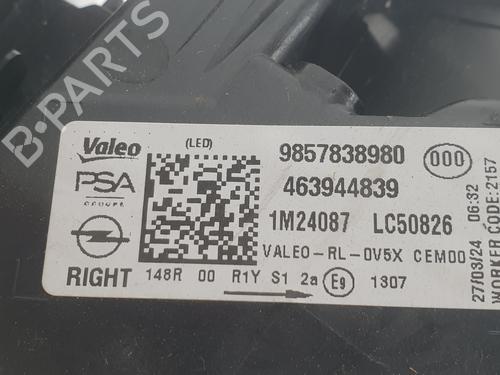 B-PARTS
Valeo
(LED)
9857838980 000
PSA
GROUPE
463944839
1M24087 LC50826
VALEO-RL-OV5X CEM00
RIGHT 148R 00 R1Y S1 2a E9 1307
27/03/24 06:32
WORKER CODE:2157